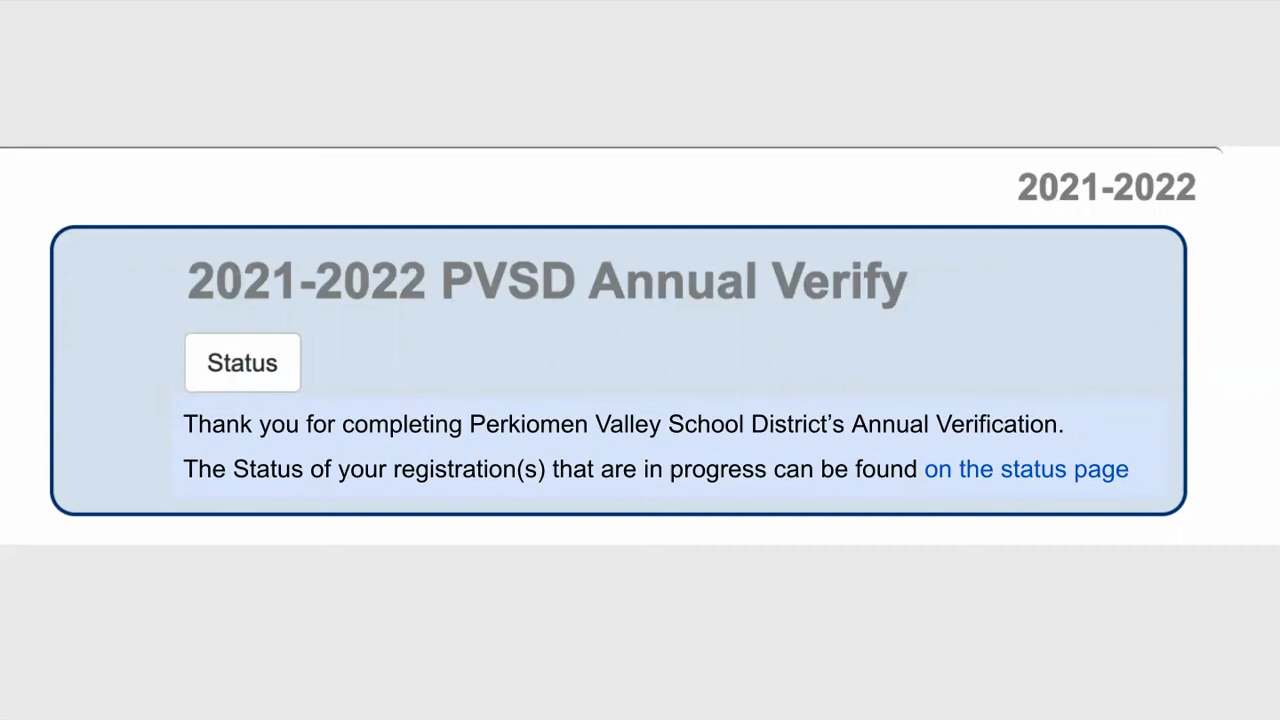 2021-2022
2021-2022 PVSD Annual Verify
Status
Thank you for completing Perkiomen Valley School District’s Annual Verification.
The Status of your registration(s) that are in progress can be found on the status page